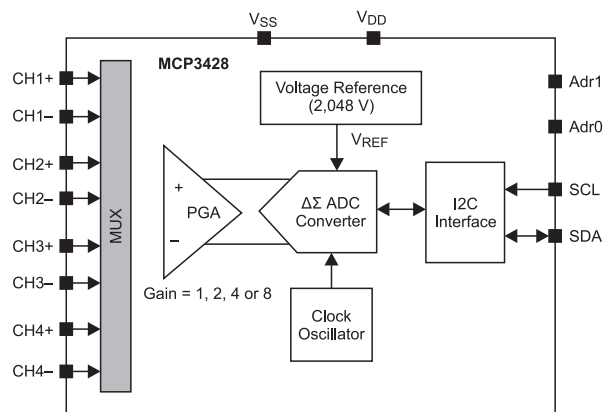 VSS
VDD
MCP3428
CH1+
CH1–
CH2+
CH2–
CH3+
CH3–
CH4+
CH4–
MUX
Voltage Reference
(2,048 V)
VREF
+
PGA
–
Gain = 1, 2, 4 or 8
ΔΣ ADC
Converter
Clock
Oscillator
I2C
Interface
Adr1
Adr0
SCL
SDA